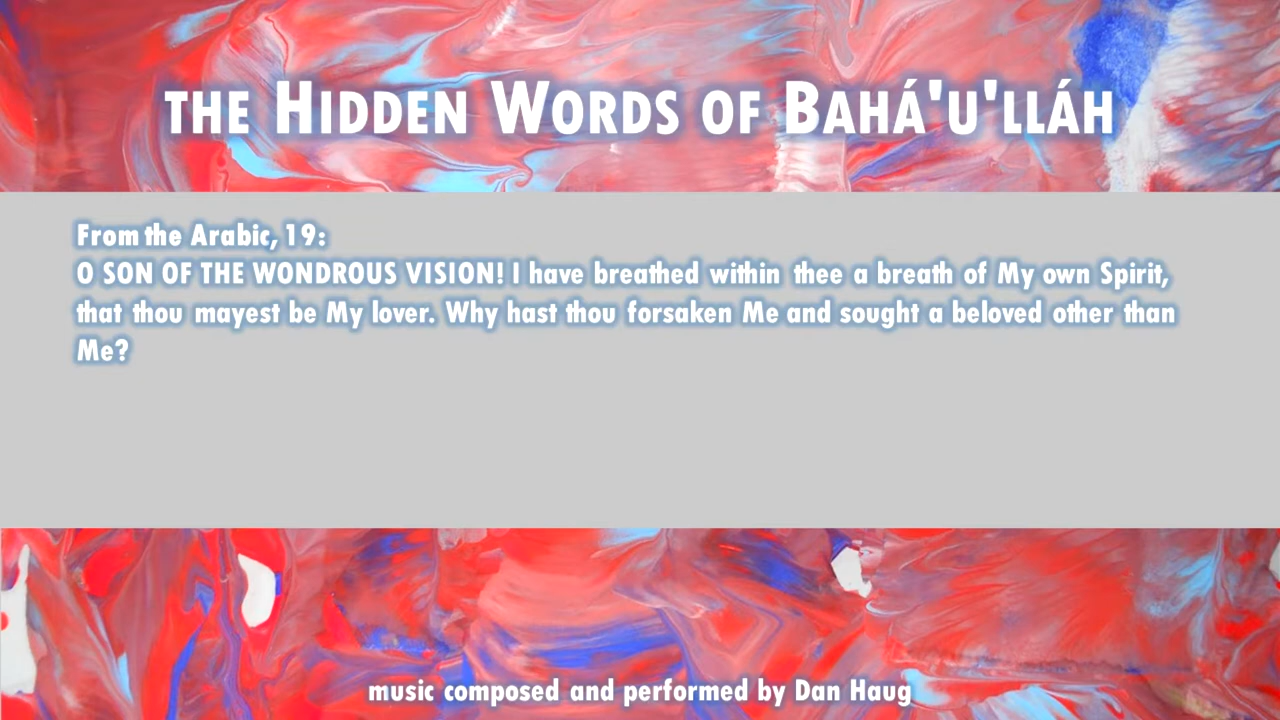 THE HIDDEN WORDS OF BAHÁ'U'LLÁH
From the Arabic, 19:
O SON OF THE WONDROUS VISION! I have breathed within thee a breath of My own Spirit,
that thou mayest be My lover. Why hast thou forsaken Me and sought a beloved other than
Me?
music composed and performed by Dan Haug